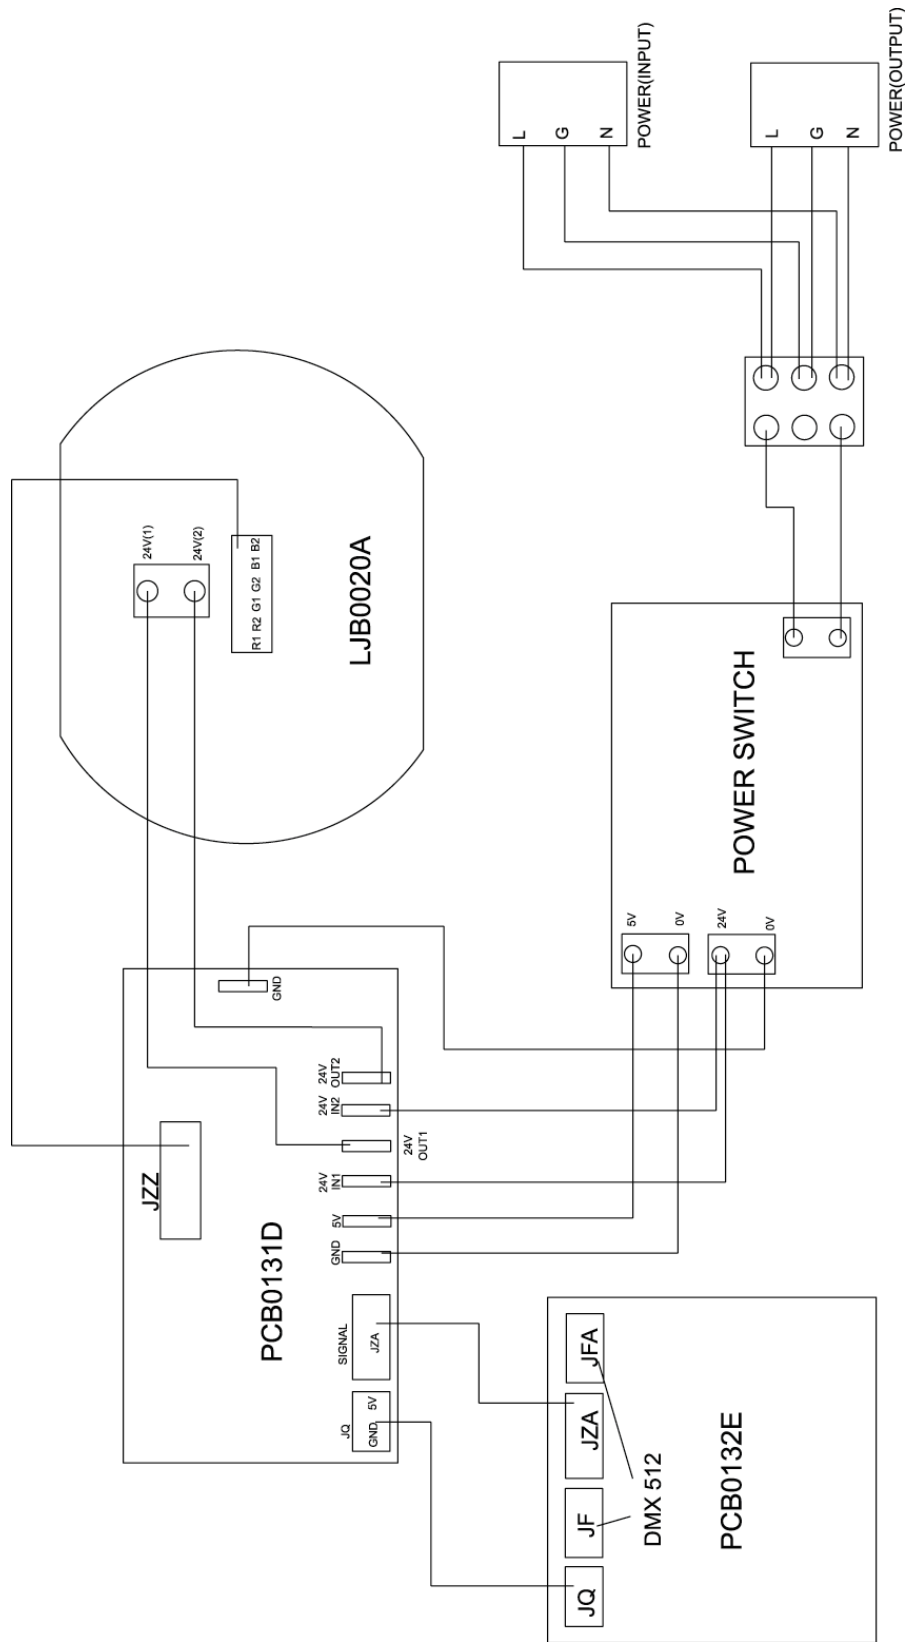 L
G
N
POWER(INPUT)
L
G
N
POWER(OUTPUT)
24V(1)
24V(2)
R1 R2 G1 G2 B1 B2
LJB0020A
POWER SWITCH
5V
0V
24V
0V
GND
24V
OUT2
24V
IN2
24V
OUT1
24V
IN1
5V
GND
JZZ
PCB0131D
SIGNAL
JZA
JQ
GND 5V
JFA
JZA
JF
JQ
DMX 512
PCB0132E